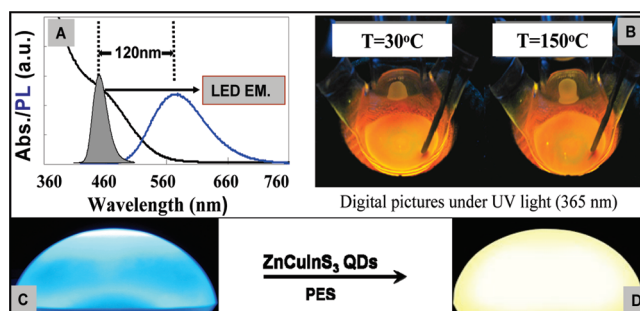 A
120nm
LED EM.
Abs./PL (a.u.)
360 460 560 660 760
Wavelength (nm)
B
T=30°C
T=150°C
Digital pictures under UV light (365 nm)
C
ZnCuInS₃ QDs
PES
D